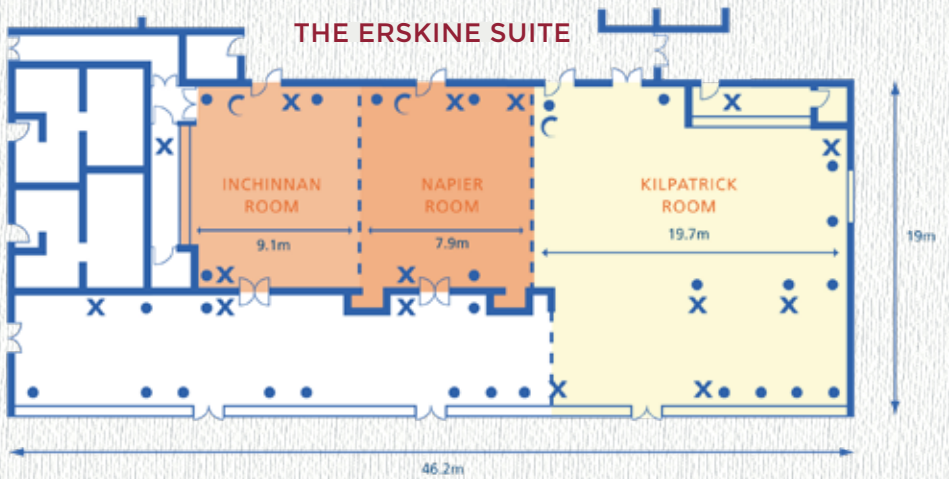 THE ERSKINE SUITE
INCHINNAN
ROOM
9.1m
NAPIER
ROOM
7.9m
KILPATRICK
ROOM
19.7m
19m
46.2m